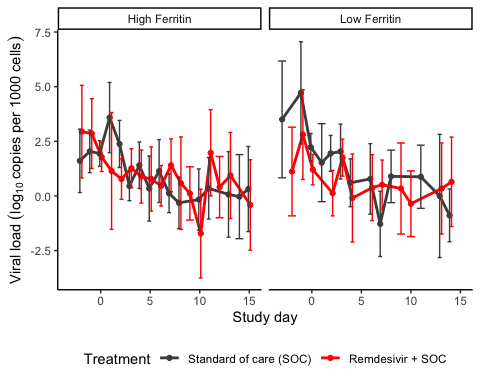 High Ferritin Low Ferritin
7.5
5.0
2.5
0.0
-2.5
Viral load (log₁₀ copies per 1000 cells)
0 5 10 15 0 5 10 15
Study day
Treatment Standard of care (SOC) Remdesivir + SOC